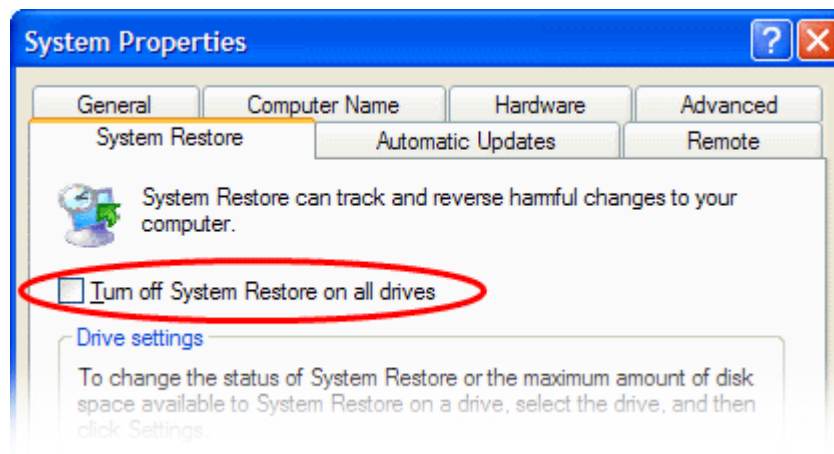 System Properties
?
General Computer Name Hardware Advanced
System Restore Automatic Updates Remote
System Restore can track and reverse harmful changes to your
computer.
Turn off System Restore on all drives
Drive settings
To change the status of System Restore or the maximum amount of disk
space available to System Restore on a drive, select the drive, and then
click Settings.